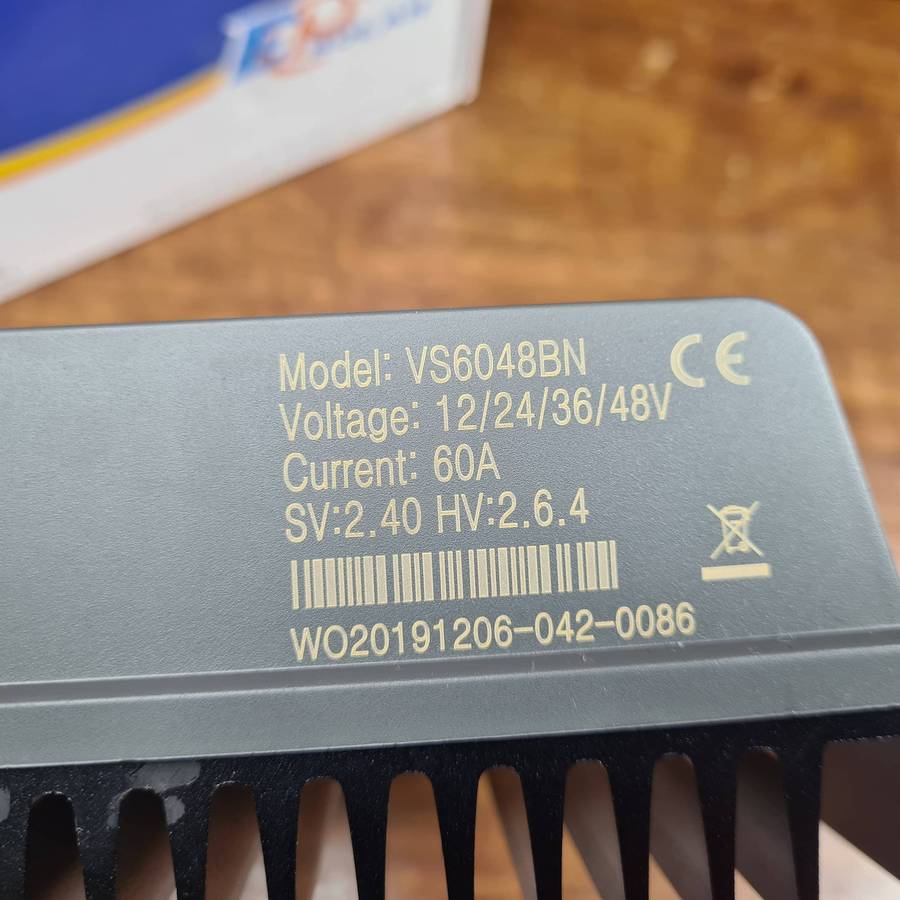 Model: VS6048BN
CE
Voltage: 12/24/36/48V
Current: 60A
SV:2.40 HV:2.6.4
WO20191206-042-0086